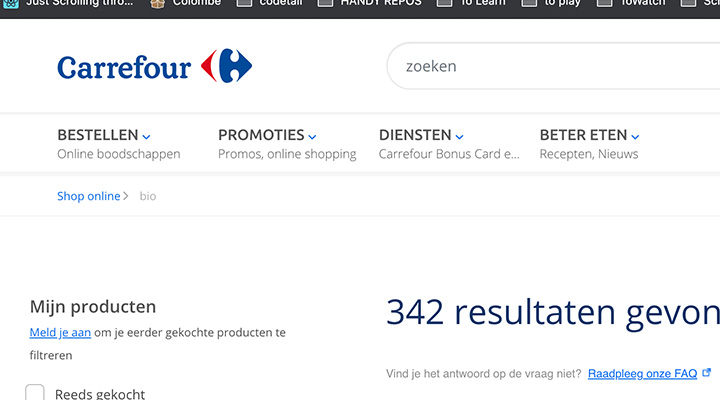 Just Scrolling thro... Colombe codetail HANDY REPOS To Learn to play ToWatch
Carrefour
zoeken
BESTELLEN PROMOTIES DIENSTEN BETER ETEN
Online boodschappen Promos, online shopping Carrefour Bonus Card e... Recepten, Nieuws
Shop online bio
Mijn producten
342 resultaten gevon
Meld je aan om je eerder gekochte producten te
filtreren
Vind je het antwoord op de vraag niet? Raadpleeg onze FAQ
Reeds gekocht